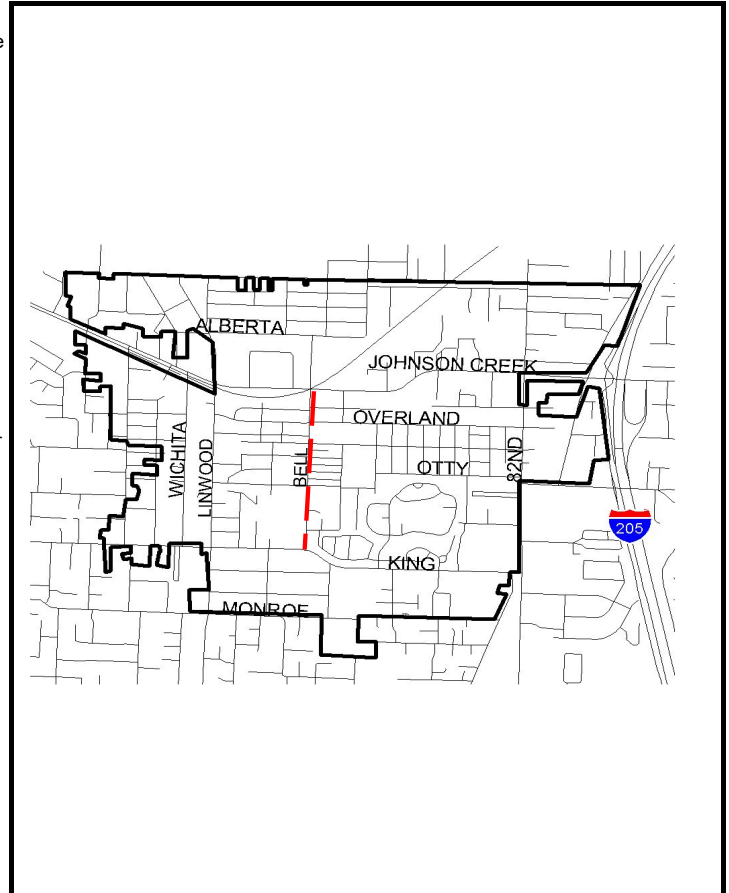 e
ALBERTA
JOHNSON CREEK
OVERLAND
WICHITA
LINWOOD
BELL
OTTY
82ND
205
KING
MONROE